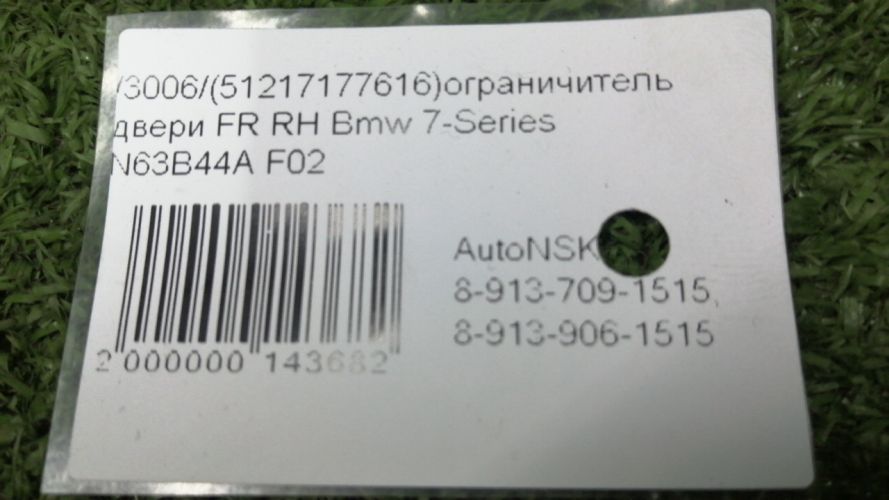 /3006/(51217177616)ограничитель
двери FR RH Bmw 7-Series
N63B44A F02
AutoNSK
8-913-709-1515,
8-913-906-1515
2 000000 143682